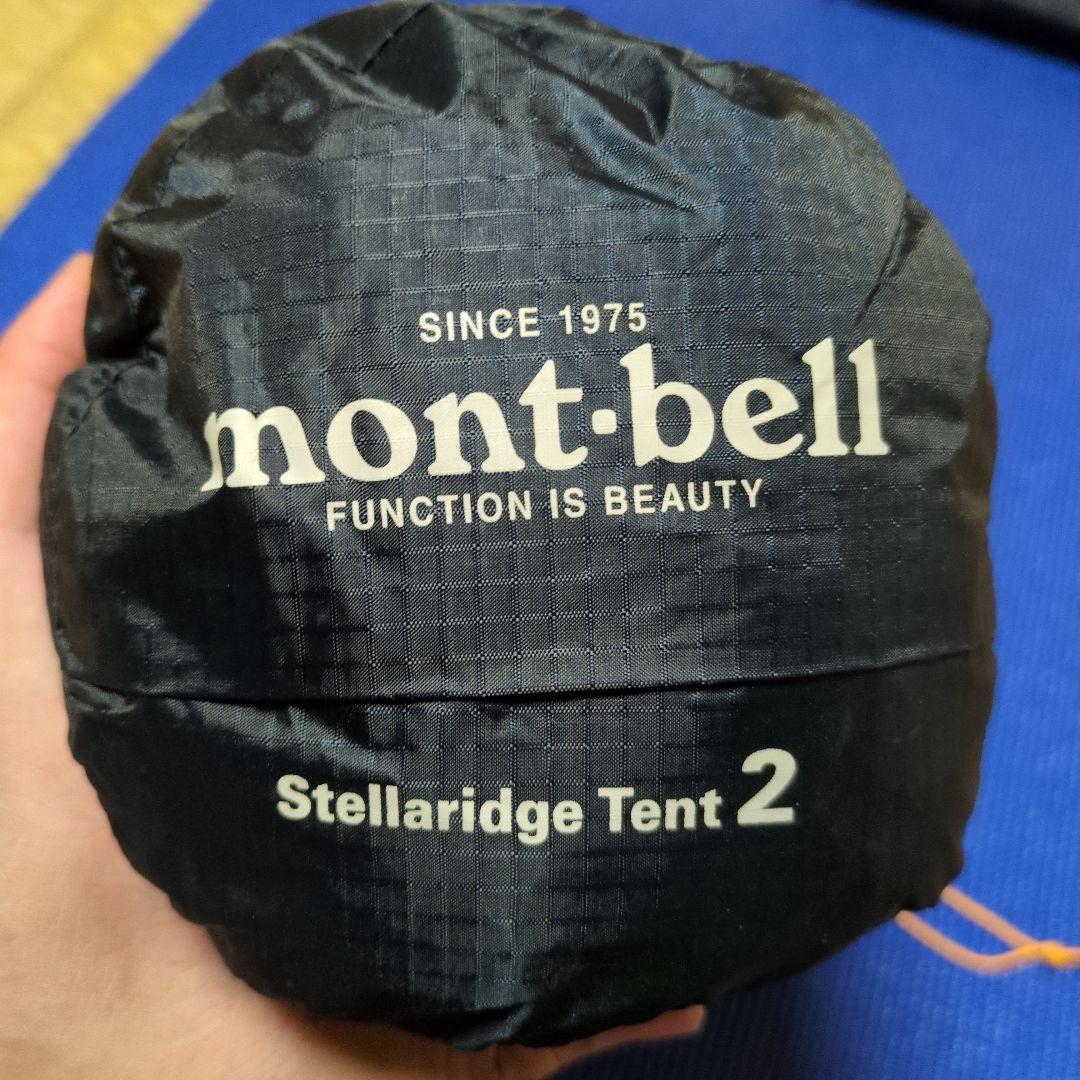 SINCE 1975
mont·bell
FUNCTION IS BEAUTY
Stellaridge Tent 2